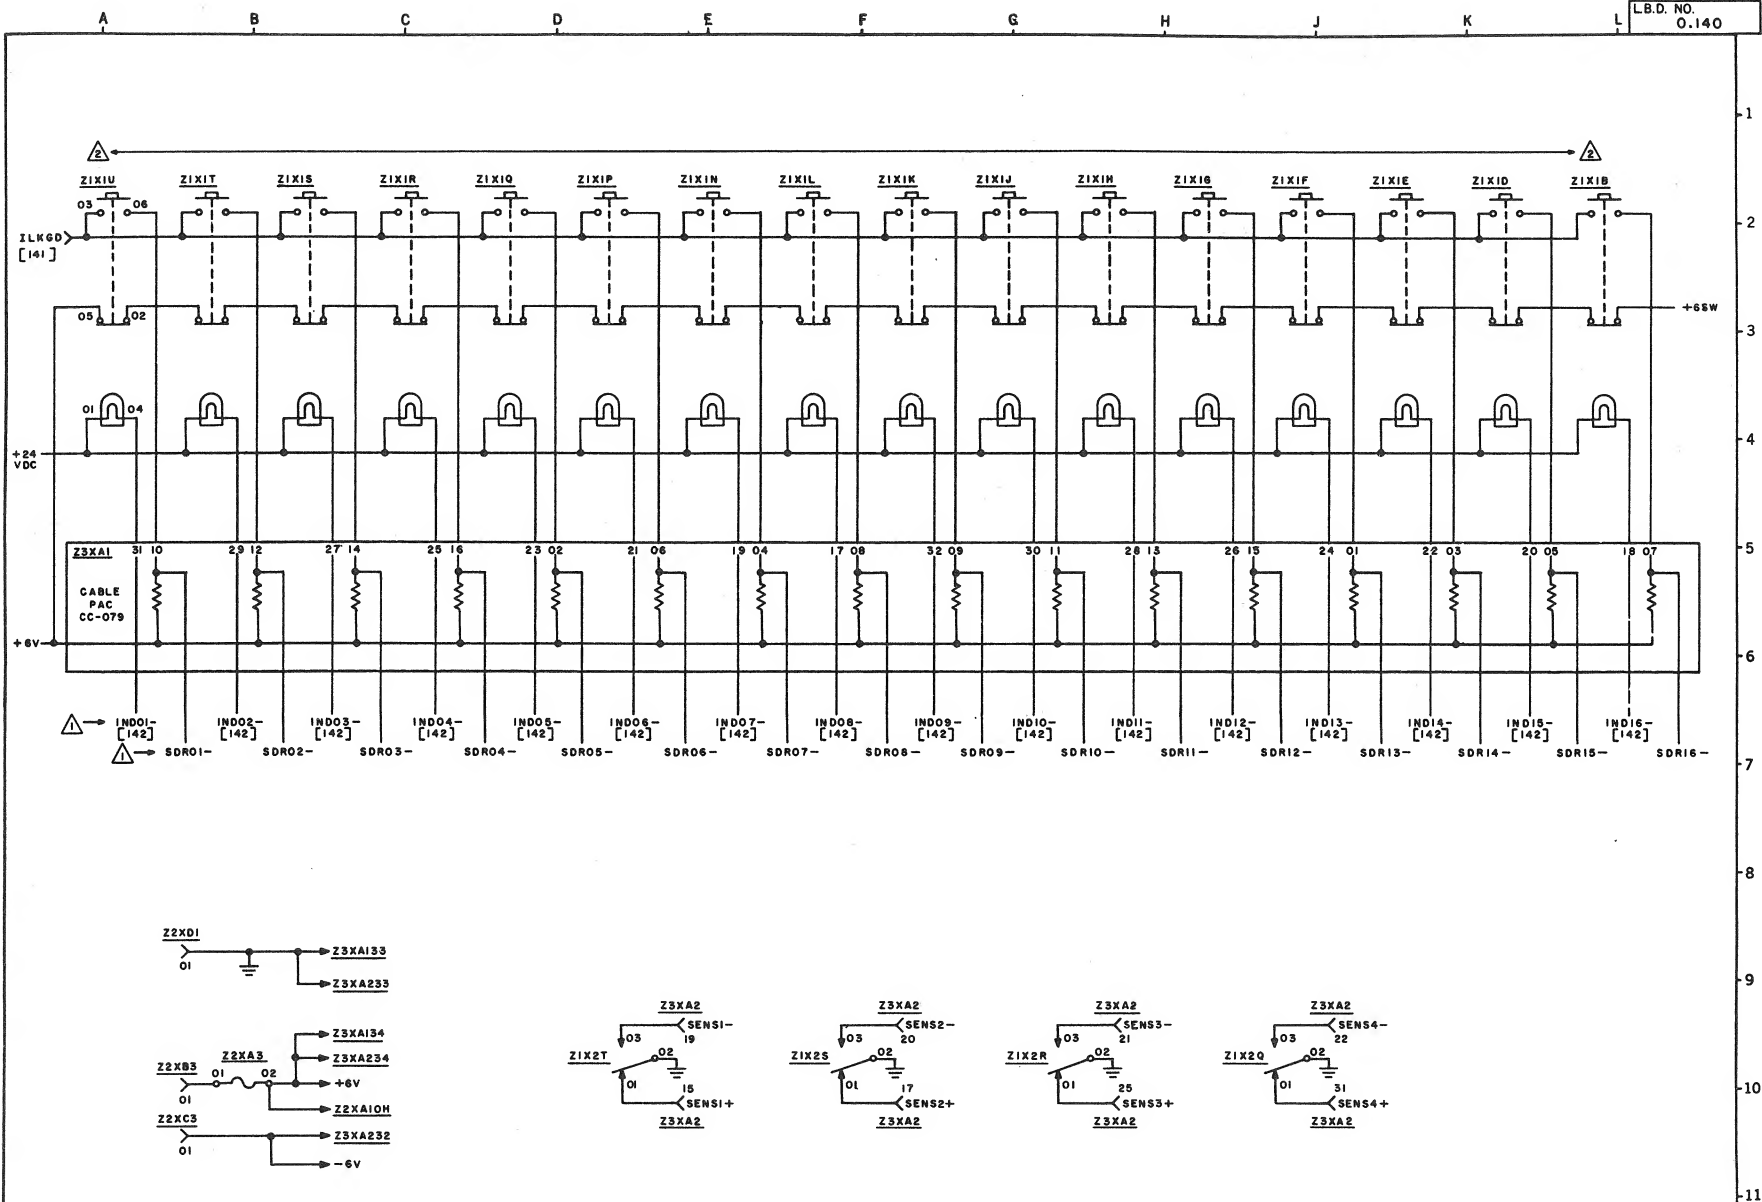 L.B.D. NO.
0.140
A B C D E F G H J K L
1
2 2
Z1X1U Z1X1T Z1X1S Z1X1R Z1X1Q Z1X1P Z1X1N Z1X1L Z1X1K Z1X1J Z1X1H Z1X1G Z1X1F Z1X1E Z1X1D Z1X1B
03 06
2
ILKGD
[141]
05 02
+6SW
3
01 04
+24
VDC
4
Z3XA1 31 10 29 12 27 14 25 16 23 02 21 06 19 04 17 08 32 09 30 11 28 13 26 15 24 01 22 03 20 05 18 07
5
CABLE
PAC
CC-079
+6V
6
1 IND01- IND02- IND03- IND04- IND05- IND06- IND07- IND08- IND09- IND10- IND11- IND12- IND13- IND14- IND15- IND16-
[142] [142] [142] [142] [142] [142] [142] [142] [142] [142] [142] [142] [142] [142] [142] [142]
1 SDR01- SDR02- SDR03- SDR04- SDR05- SDR06- SDR07- SDR08- SDR09- SDR10- SDR11- SDR12- SDR13- SDR14- SDR15- SDR16-
7
8
Z2XD1
01
Z3XA133
Z3XA233
9
Z3XA134
Z3XA234
Z2XB3
01
Z2XA3
01 02
+6V
Z2XA10H
Z2XC3
01
Z3XA232
-6V
Z3XA2
SENS1-
03 19
Z1X2T 02
01 15
SENS1+
Z3XA2
Z3XA2
SENS2-
03 20
Z1X2S 02
01 17
SENS2+
Z3XA2
Z3XA2
SENS3-
03 21
Z1X2R 02
01 25
SENS3+
Z3XA2
Z3XA2
SENS4-
03 22
Z1X2Q 02
01 31
SENS4+
Z3XA2
10
11